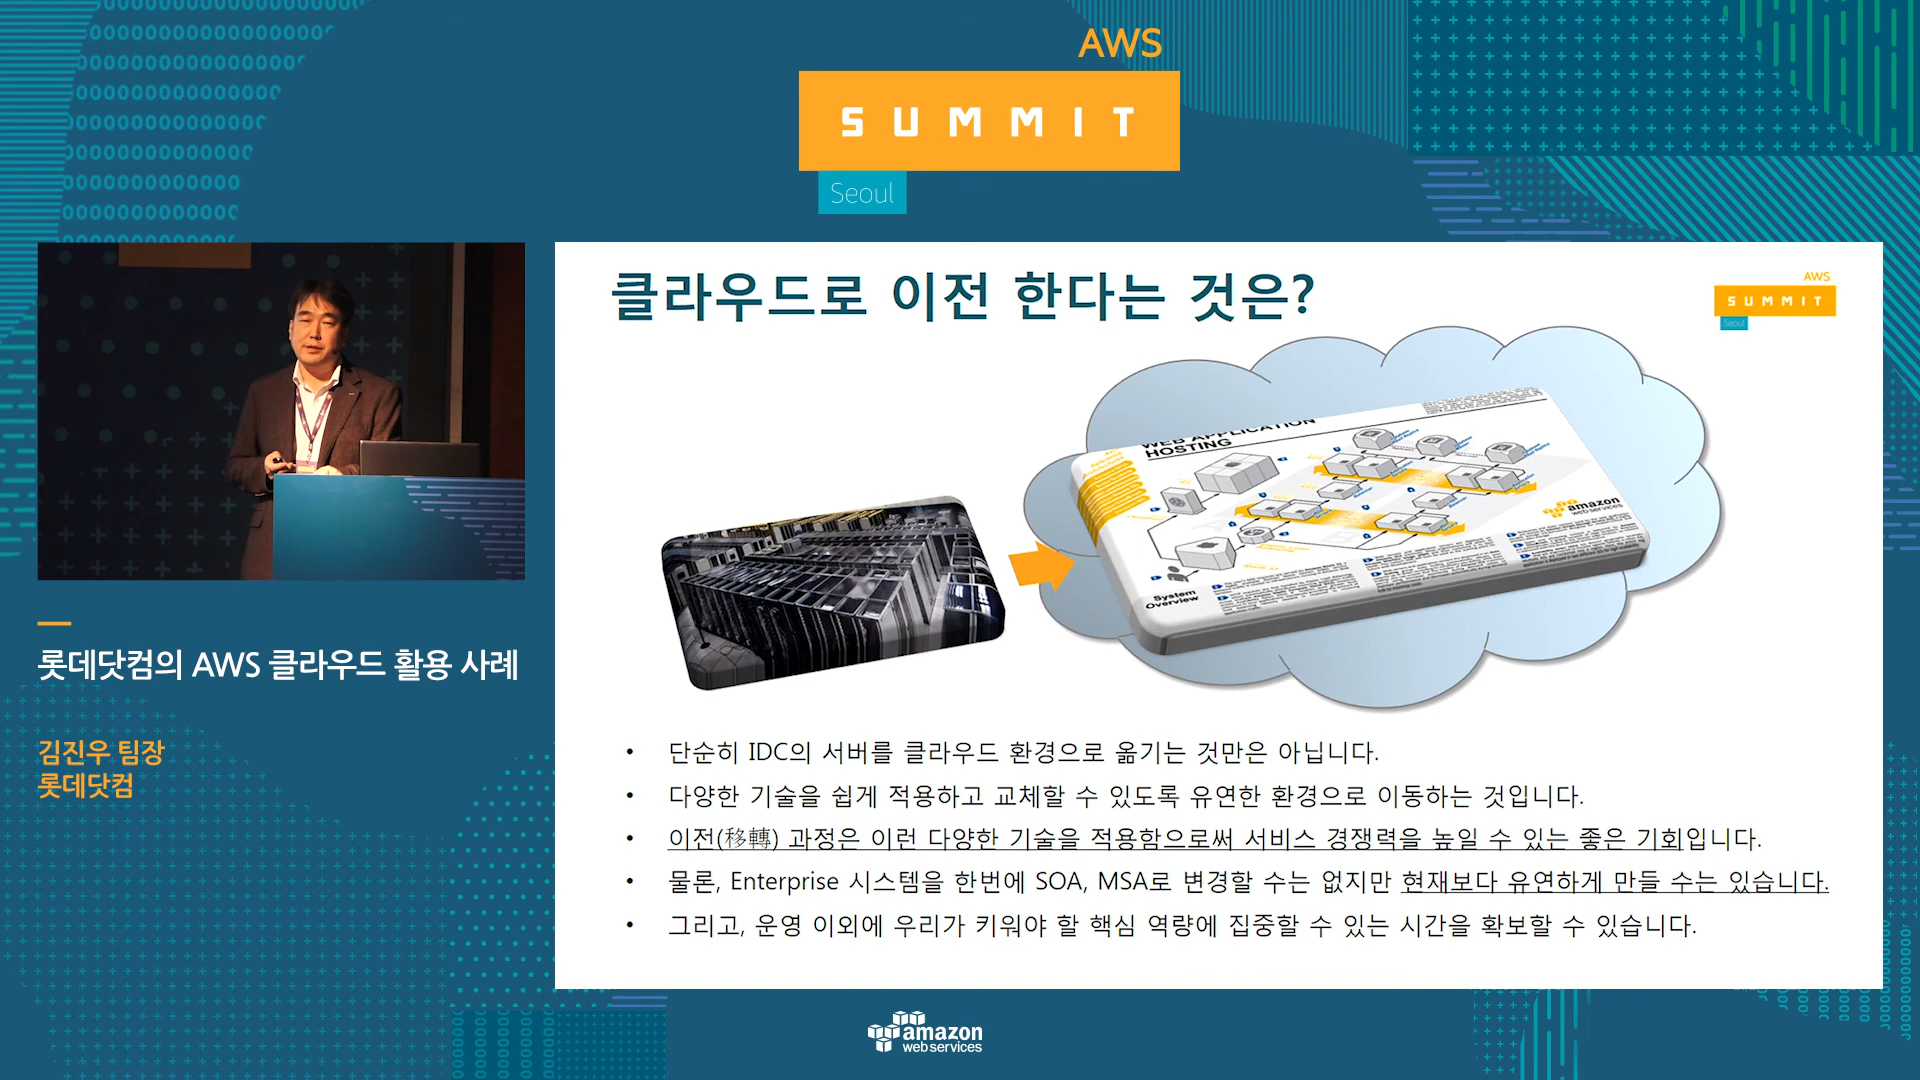 AWS
SUMMIT
Seoul
롯데닷컴의 AWS 클라우드 활용 사례
김진우 팀장
롯데닷컴
클라우드로 이전 한다는 것은?
AWS
SUMMIT
Seoul
WEB APPLICATION
HOSTING
System
Overview
amazon
web services
• 단순히 IDC의 서버를 클라우드 환경으로 옮기는 것만은 아닙니다.
• 다양한 기술을 쉽게 적용하고 교체할 수 있도록 유연한 환경으로 이동하는 것입니다.
• 이전(移轉) 과정은 이런 다양한 기술을 적용함으로써 서비스 경쟁력을 높일 수 있는 좋은 기회입니다.
• 물론, Enterprise 시스템을 한번에 SOA, MSA로 변경할 수는 없지만 현재보다 유연하게 만들 수는 있습니다.
• 그리고, 운영 이외에 우리가 키워야 할 핵심 역량에 집중할 수 있는 시간을 확보할 수 있습니다.
amazon
web services